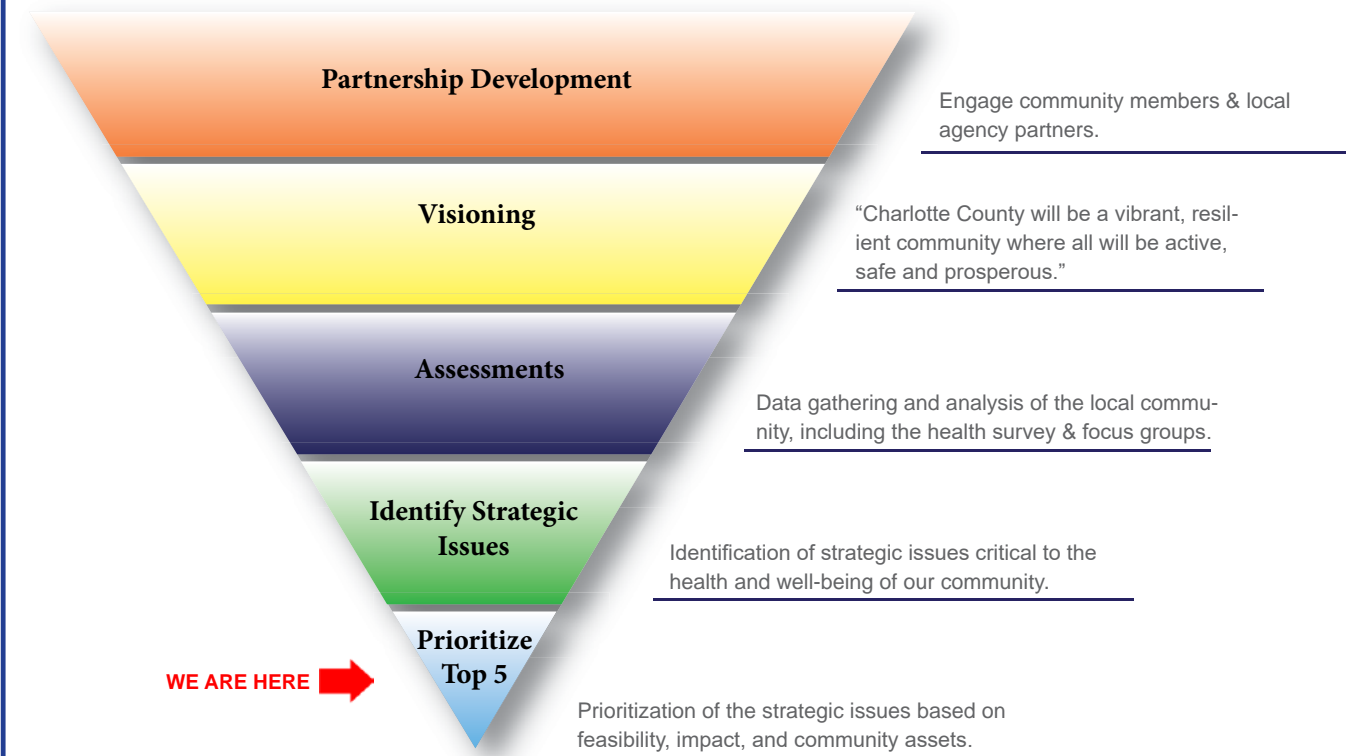 Partnership Development
Engage community members & local
agency partners.
Visioning
“Charlotte County will be a vibrant, resil-
ient community where all will be active,
safe and prosperous.”
Assessments
Data gathering and analysis of the local commu-
nity, including the health survey & focus groups.
Identify Strategic
Issues
Identification of strategic issues critical to the
health and well-being of our community.
Prioritize
Top 5
WE ARE HERE
Prioritization of the strategic issues based on
feasibility, impact, and community assets.